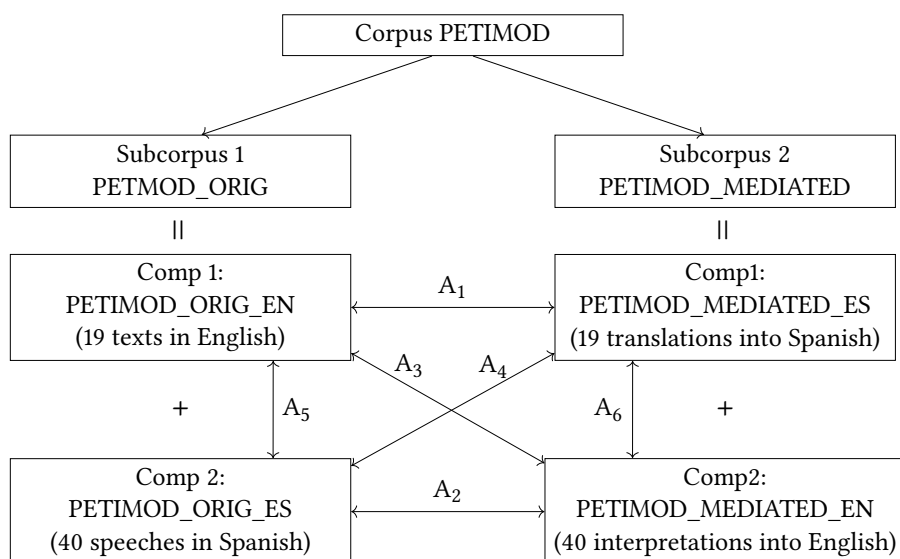 Corpus PETIMOD
Subcorpus 1
PETMOD_ORIG
Subcorpus 2
PETIMOD_MEDIATED
=
=
Comp 1:
PETIMOD_ORIG_EN
(19 texts in English)
A1
Comp1:
PETIMOD_MEDIATED_ES
(19 translations into Spanish)
A3
A4
+
A5
A6
+
Comp 2:
PETIMOD_ORIG_ES
(40 speeches in Spanish)
A2
Comp2:
PETIMOD_MEDIATED_EN
(40 interpretations into English)